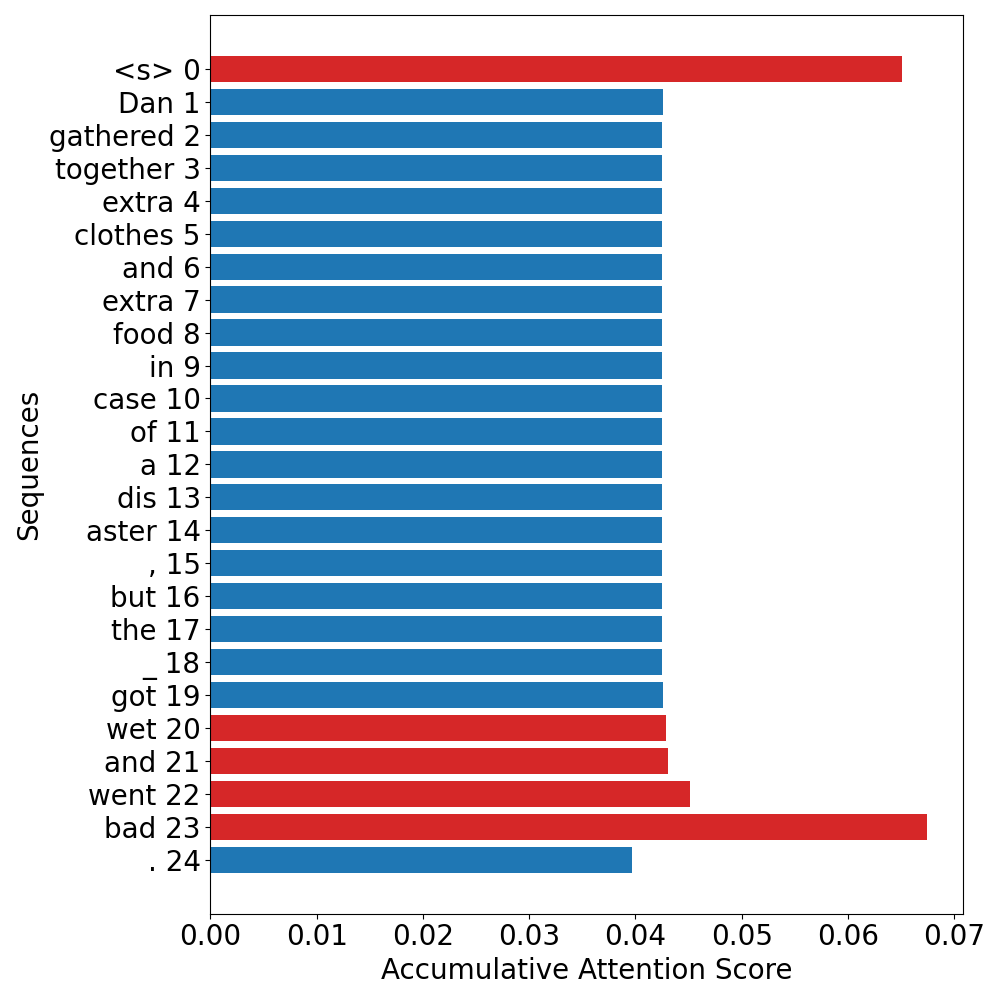 <s> 0
Dan 1
gathered 2
together 3
extra 4
clothes 5
and 6
extra 7
food 8
in 9
case 10
of 11
a 12
dis 13
aster 14
, 15
but 16
the 17
_ 18
got 19
wet 20
and 21
went 22
bad 23
. 24
Sequences
0.00 0.01 0.02 0.03 0.04 0.05 0.06 0.07
Accumulative Attention Score